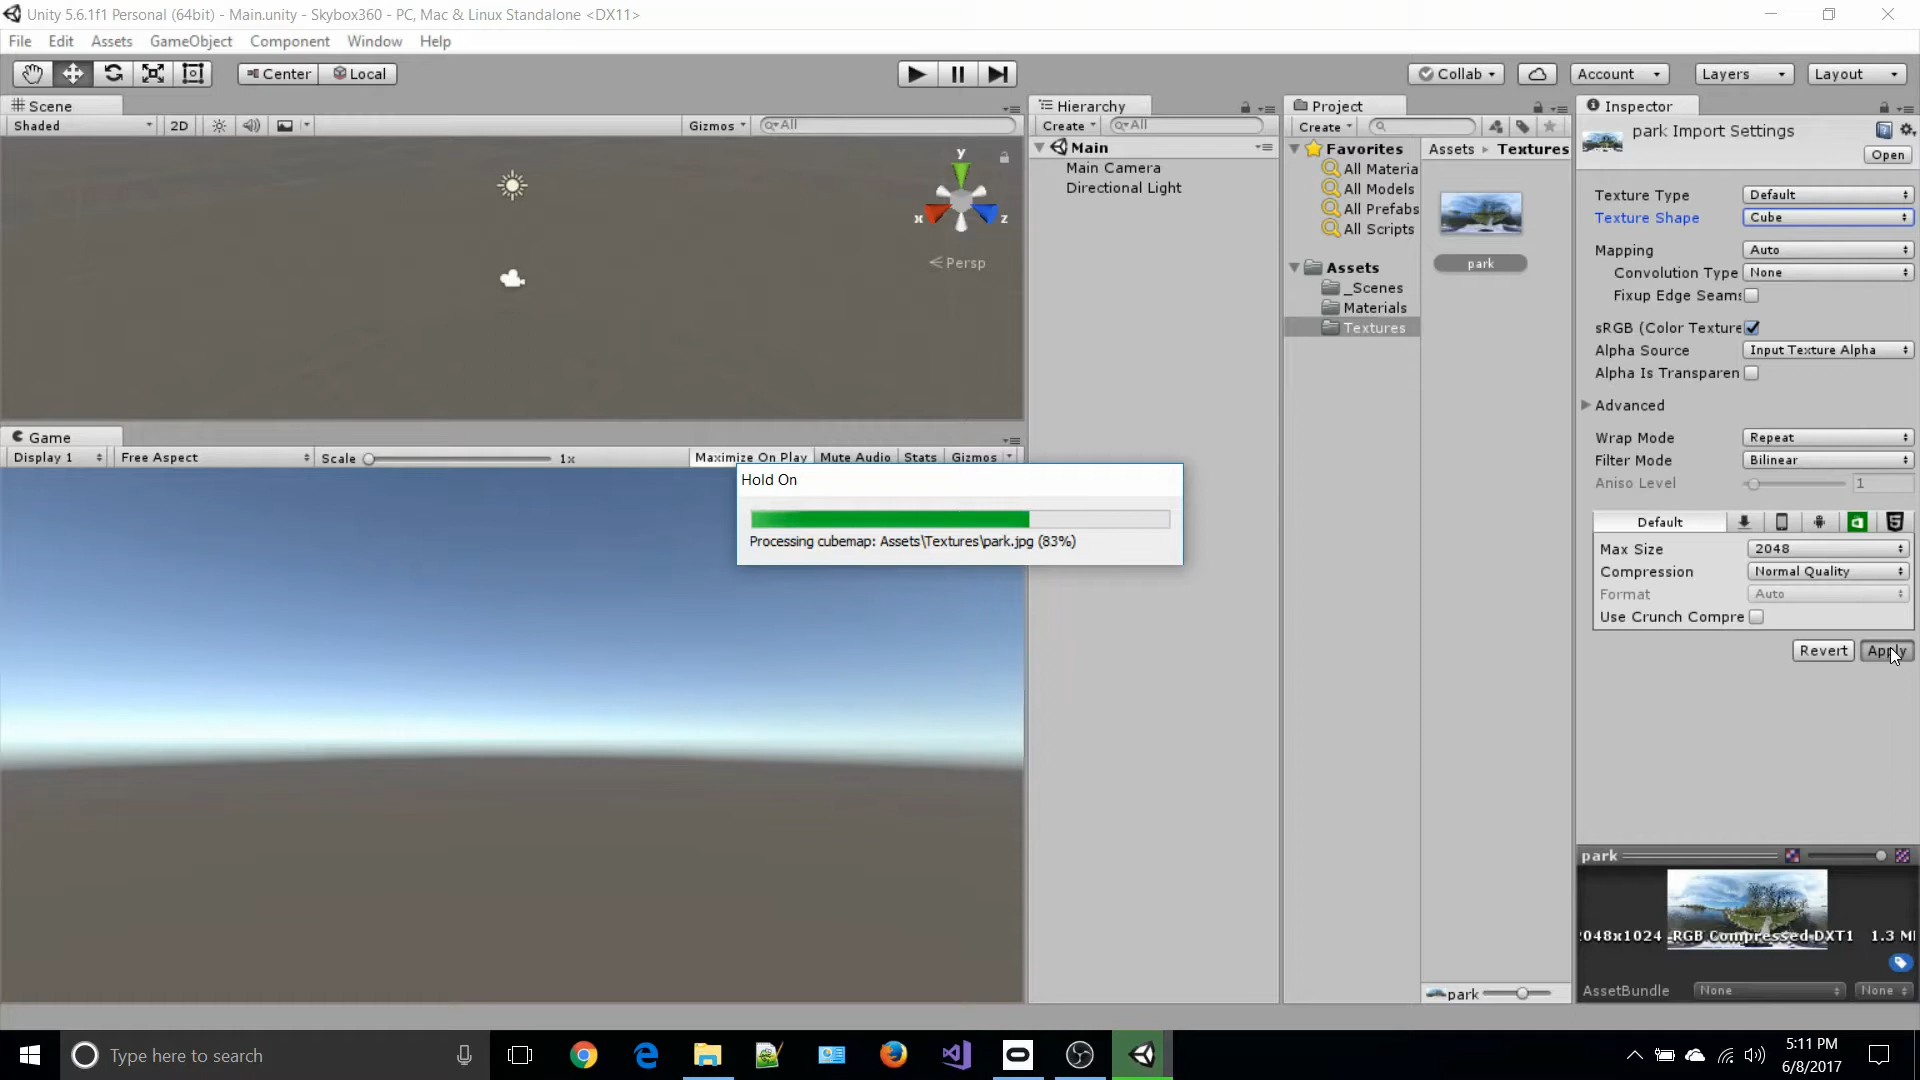 Unity 5.6.1f1 Personal (64bit) - Main.unity - Skybox360 - PC, Mac & Linux Standalone <DX11>
File Edit Assets GameObject Component Window Help
Center Local Collab Account Layers Layout
Scene
Shaded 2D Gizmos All
y
x z
Persp
Game
Display 1 Free Aspect Scale 1x Maximize On Play Mute Audio Stats Gizmos
Hierarchy
Create All
Main
Main Camera
Directional Light
Project
Create
Favorites
All Materia
All Models
All Prefabs
All Scripts
Assets
_Scenes
Materials
Textures
Assets Textures
park
park
Hold On
Processing cubemap: Assets\Textures\park.jpg (83%)
Inspector
park Import Settings
Open
Texture Type Default
Texture Shape Cube
Mapping Auto
Convolution Type None
Fixup Edge Seams
sRGB (Color Texture
Alpha Source Input Texture Alpha
Alpha Is Transparen
Advanced
Wrap Mode Repeat
Filter Mode Bilinear
Aniso Level 1
Default
Max Size 2048
Compression Normal Quality
Format Auto
Use Crunch Compre
Revert Apply
park
048x1024 RGB Compressed DXT1 1.3 M
AssetBundle None None
Type here to search
5:11 PM
6/8/2017